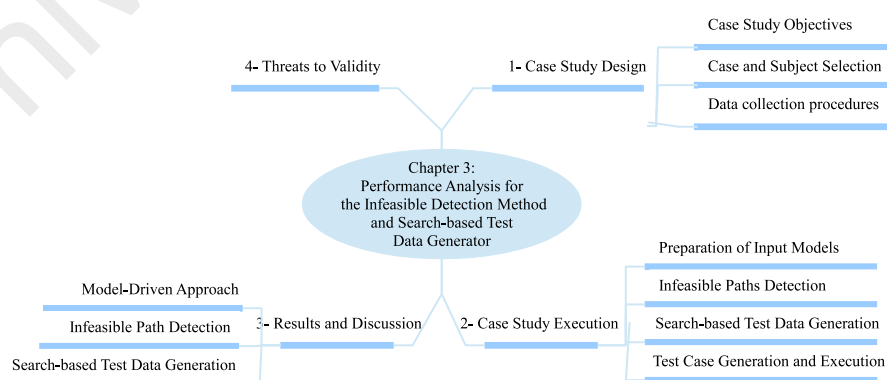 Case Study Objectives
4- Threats to Validity
1- Case Study Design
Case and Subject Selection
Data collection procedures
Chapter 3:
Performance Analysis for
the Infeasible Detection Method
and Search-based Test
Data Generator
Preparation of Input Models
Model-Driven Approach
Infeasible Paths Detection
Infeasible Path Detection
3- Results and Discussion
2- Case Study Execution
Search-based Test Data Generation
Search-based Test Data Generation
Test Case Generation and Execution